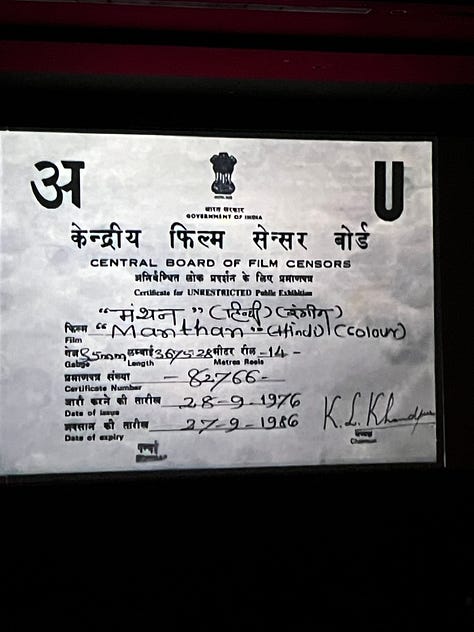 अ U
भारत सरकार
GOVERNMENT OF INDIA
केन्द्रीय फिल्म सेन्सर बोर्ड
CENTRAL BOARD OF FILM CENSORS
अनिर्बन्धित लोक प्रदर्शन के लिए प्रमाणपत्र
Certificate for UNRESTRICTED Public Exhibition
"मंथन" (हिन्दी) (रंगीन)
फिल्म "Manthan" (Hindi) (Colour)
Film
गेज 35mm लम्बाई 3675.28 मीटर रील -14-
Gauge Length Metres Reels
प्रमाणपत्र संख्या -82766-
Certificate Number
जारी करने की तारीख 28-9-1976
Date of issue
अवसान की तारीख 27-9-1986
Date of expiry
K.L. Khandpur
अध्यक्ष
Chairman